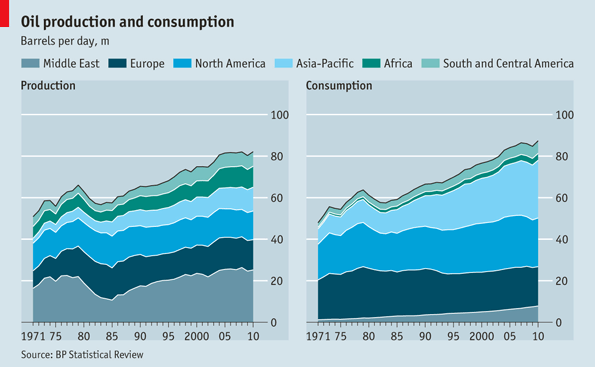 Oil production and consumption
Barrels per day, m
Middle East Europe North America Asia-Pacific Africa South and Central America
Production Consumption
100 100
80 80
60 60
40 40
20 20
0 0
1971 75 80 85 90 95 2000 05 10 1971 75 80 85 90 95 2000 05 10
Source: BP Statistical Review